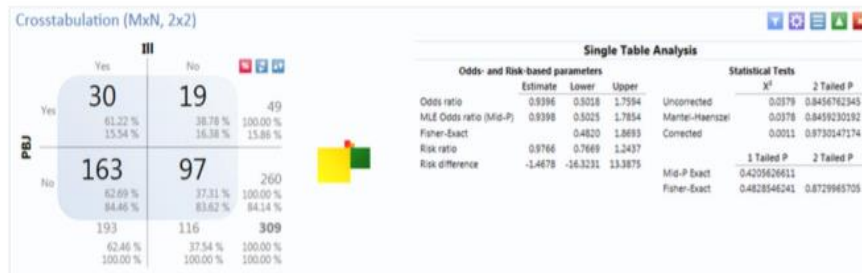 Crosstabulation (MxN, 2x2)
Ill
Yes No
PBJ
Yes 30 19 49
61.22 % 38.78 % 100.00 %
15.54 % 16.38 % 15.86 %
No 163 97 260
62.69 % 37.31 % 100.00 %
84.46 % 83.62 % 84.14 %
193 116 309
62.46 % 37.54 % 100.00 %
100.00 % 100.00 % 100.00 %
Single Table Analysis
Odds- and Risk-based parameters
Estimate Lower Upper
Odds ratio 0.9396 0.5018 1.7594
MLE Odds ratio (Mid-P) 0.9398 0.5025 1.7854
Fisher-Exact 0.4820 1.8693
Risk ratio 0.9766 0.7669 1.2437
Risk difference -1.4678 -16.3231 13.3875
Statistical Tests
X² 2 Tailed P
Uncorrected 0.0379 0.8456762343
Mantel-Haenszel 0.0378 0.8459230192
Corrected 0.0011 0.9730147174
1 Tailed P 2 Tailed P
Mid-P Exact 0.4205626611
Fisher-Exact 0.4828546241 0.8729965705